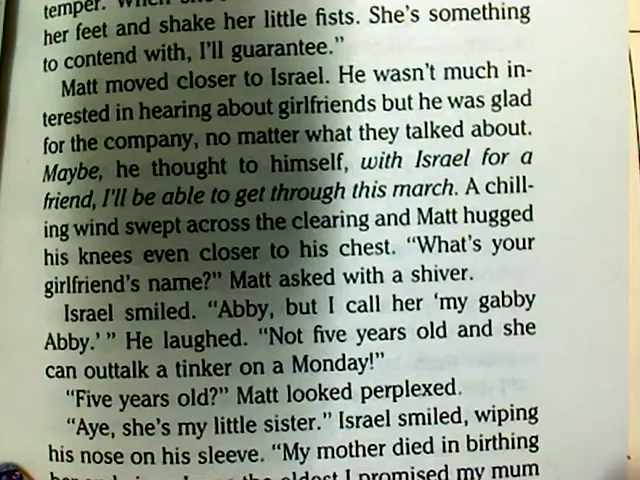 temper. When she's
her feet and shake her little fists. She's something
to contend with, I'll guarantee."
Matt moved closer to Israel. He wasn't much in-
terested in hearing about girlfriends but he was glad
for the company, no matter what they talked about.
Maybe, he thought to himself, with Israel for a
friend, I'll be able to get through this march. A chill-
ing wind swept across the clearing and Matt hugged
his knees even closer to his chest. “What's your
girlfriend's name?” Matt asked with a shiver.
Israel smiled. “Abby, but I call her ‘my gabby
Abby.’ ” He laughed. “Not five years old and she
can outtalk a tinker on a Monday!”
“Five years old?” Matt looked perplexed.
“Aye, she's my little sister.” Israel smiled, wiping
his nose on his sleeve. “My mother died in birthing
oldest I promised my mum